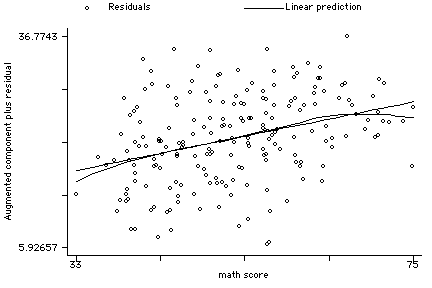 Residuals
Linear prediction
Augmented component plus residual
36.7743
5.92657
33
75
math score